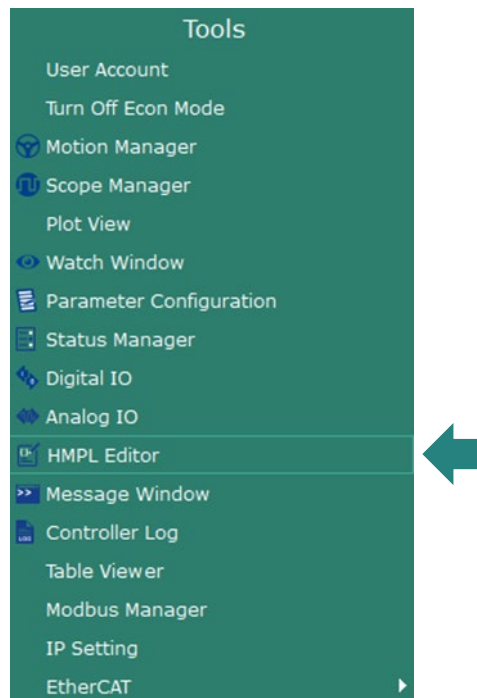 Tools
User Account
Turn Off Econ Mode
Motion Manager
Scope Manager
Plot View
Watch Window
Parameter Configuration
Status Manager
Digital IO
Analog IO
HMPL Editor
Message Window
Controller Log
Table Viewer
Modbus Manager
IP Setting
EtherCAT